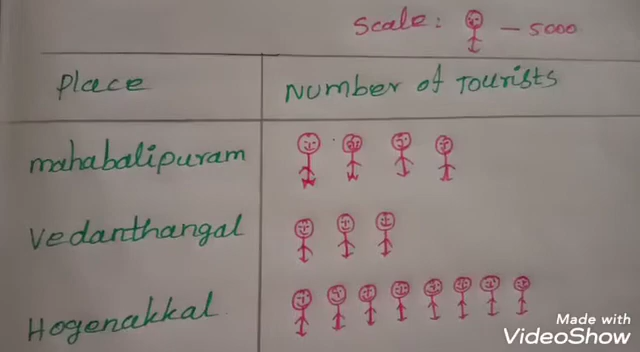 Scale: — 5000
Place
Number of Tourists
mahabalipuram
Vedanthangal
Hogenakkal
Made with
VideoShow